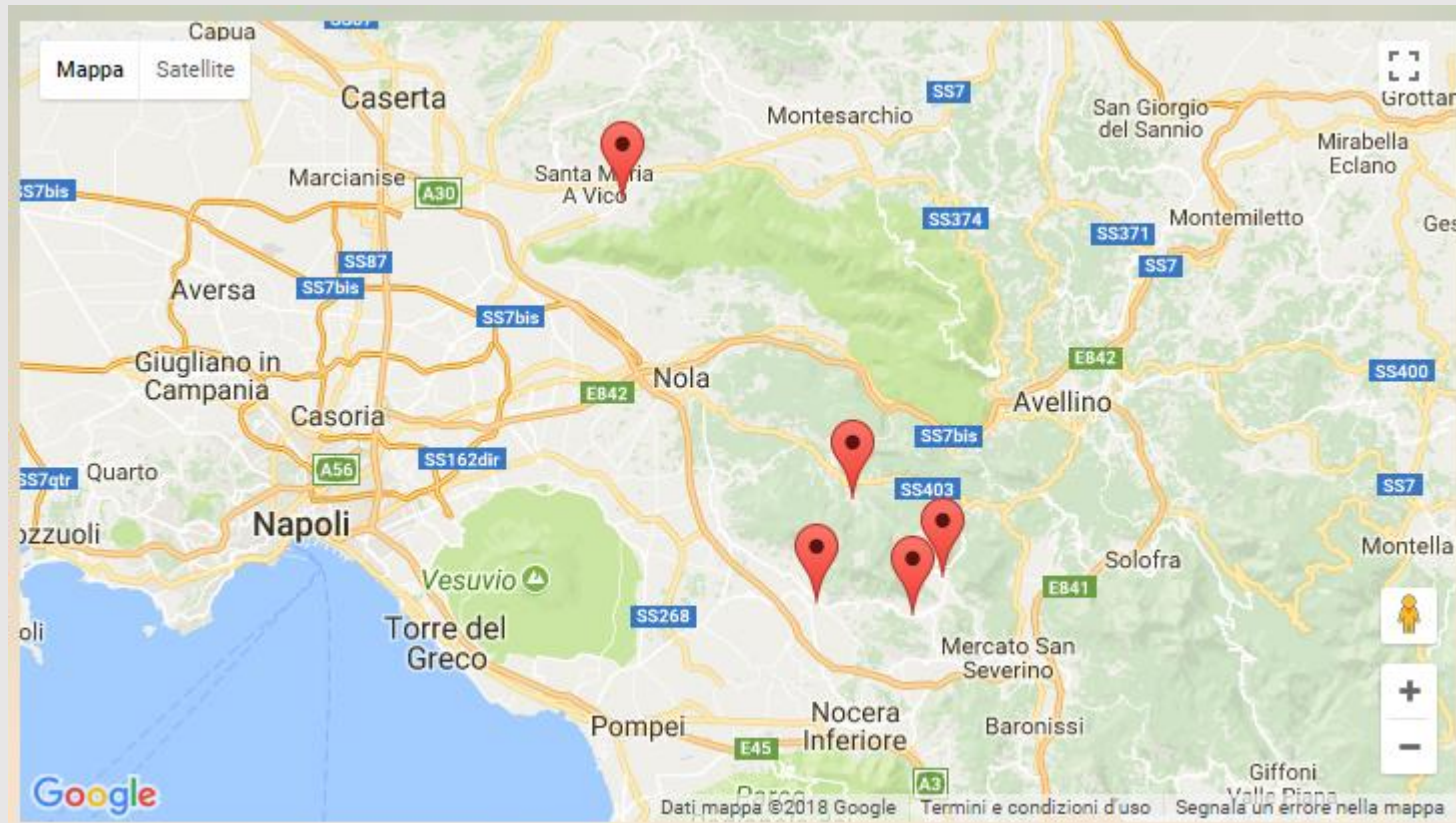 Capua
Mappa
Satellite
Caserta
Montesarchio
SS7
San Giorgio
del Sannio
Mirabella
Eclano
Marcianise
A30
Santa M
A Vico
SS7bis
SS374
SS371
Montemiletto
SS7
SS87
SS7bis
Aversa
SS7bis
Giugliano in
Campania
Nola
E842
E842
SS400
Casoria
Avellino
SS7bis
SS7qtr
Quarto
A56
SS162dir
SS403
SS7
Napoli
ozzuoli
Vesuvio
Solofra
Montella
E841
SS268
oli
Torre del
Greco
Mercato San
Severino
Pompei
Nocera
Inferiore
E45
Baronissi
A3
Giffoni
Valle Piana
Google
Dati mappa ©2018 Google
Termini e condizioni d'uso
Segnala un errore nella mappa